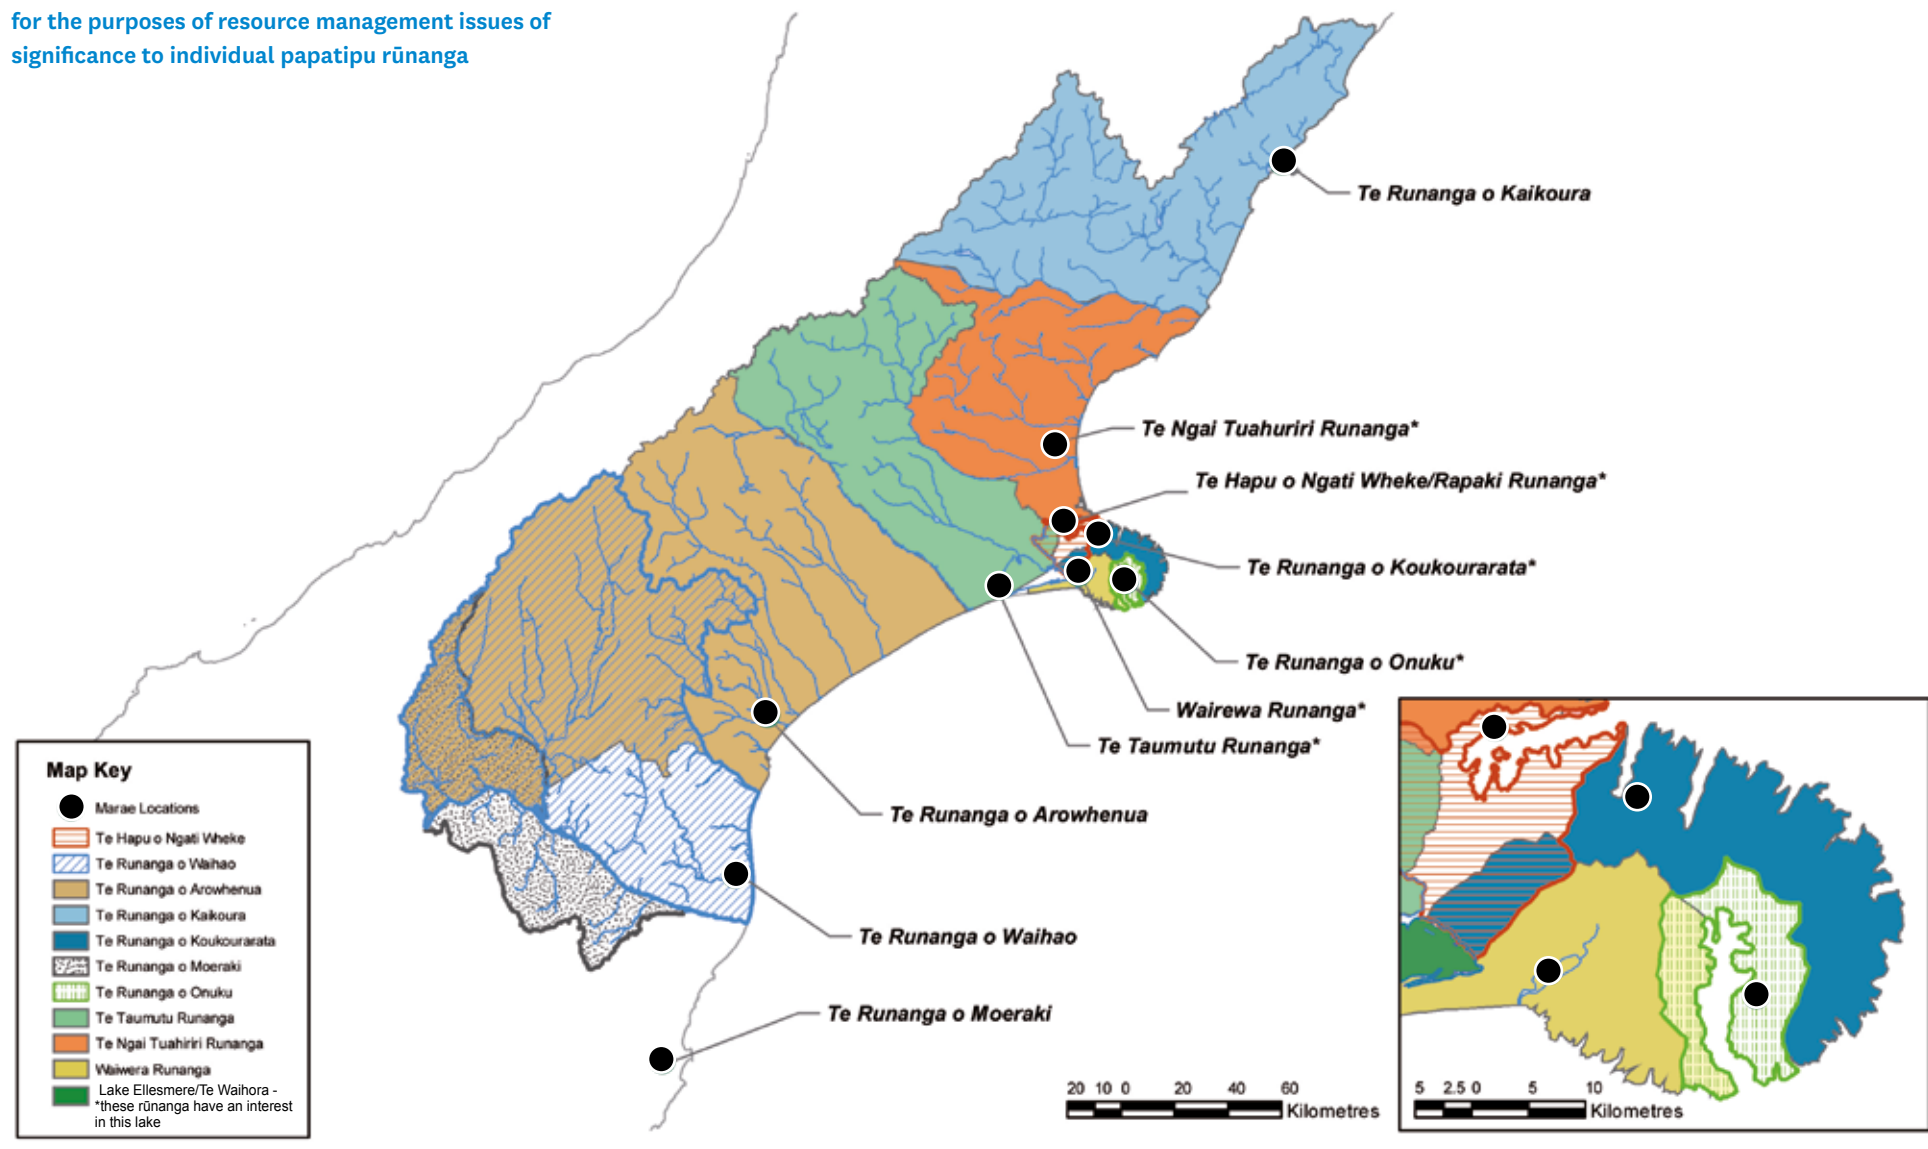 for the purposes of resource management issues of
significance to individual papatipu rūnanga
Te Runanga o Kaikoura
Te Ngai Tuahuriri Runanga*
Te Hapu o Ngati Wheke/Rapaki Runanga*
Te Runanga o Koukourarata*
Te Runanga o Onuku*
Wairewa Runanga*
Te Taumutu Runanga*
Te Runanga o Arowhenua
Te Runanga o Waihao
Te Runanga o Moeraki
Map Key
Marae Locations
Te Hapu o Ngati Wheke
Te Runanga o Waihao
Te Runanga o Arowhenua
Te Runanga o Kaikoura
Te Runanga o Koukourarata
Te Runanga o Moeraki
Te Runanga o Onuku
Te Taumutu Runanga
Te Ngai Tuahiriri Runanga
Waiwera Runanga
Lake Ellesmere/Te Waihora -
*these rūnanga have an interest
in this lake
20 10 0 20 40 60
Kilometres
5 2.5 0 5 10
Kilometres